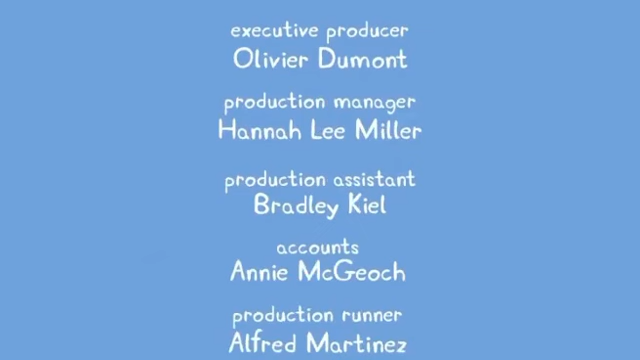 executive producer
Olivier Dumont
production manager
Hannah Lee Miller
production assistant
Bradley Kiel
accounts
Annie McGeoch
production runner
Alfred Martinez